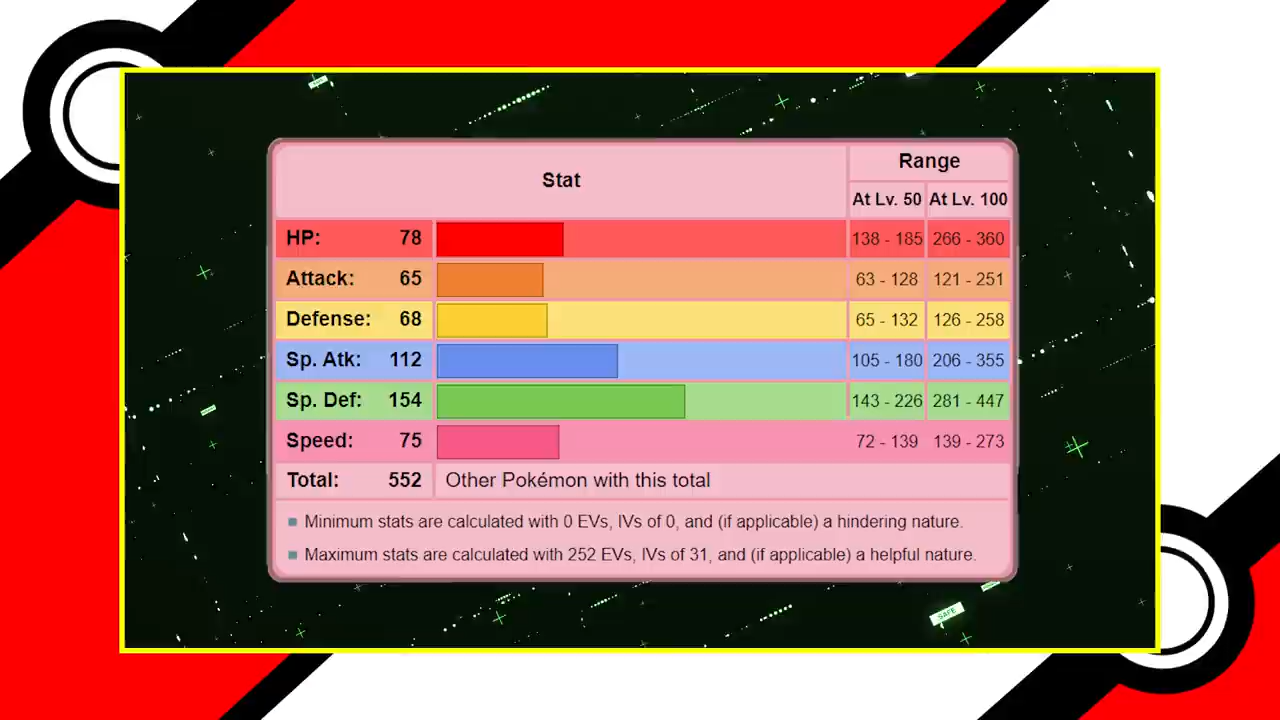 Stat
Range
At Lv. 50 At Lv. 100
HP: 78 138 - 185 266 - 360
Attack: 65 63 - 128 121 - 251
Defense: 68 65 - 132 126 - 258
Sp. Atk: 112 105 - 180 206 - 355
Sp. Def: 154 143 - 226 281 - 447
Speed: 75 72 - 139 139 - 273
Total: 552 Other Pokémon with this total
Minimum stats are calculated with 0 EVs, IVs of 0, and (if applicable) a hindering nature.
Maximum stats are calculated with 252 EVs, IVs of 31, and (if applicable) a helpful nature.
SAFE